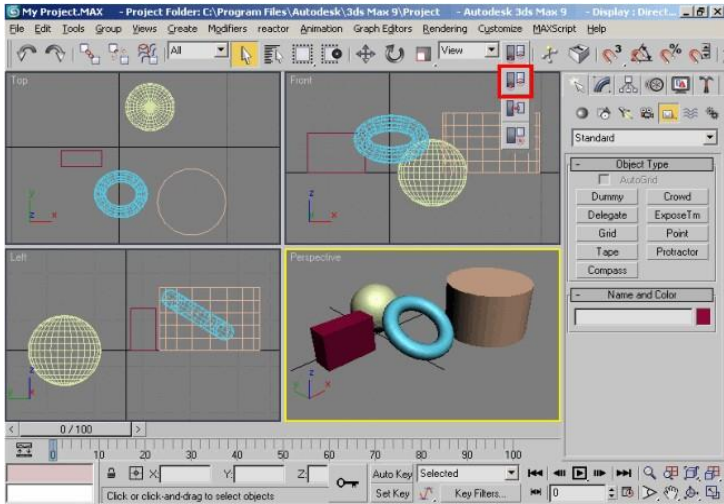 My Project.MAX - Project Folder: C:\Program Files\Autodesk\3ds Max 9\Project - Autodesk 3ds Max 9 - Display : Direct...
File Edit Tools Group Views Create Modifiers reactor Animation Graph Editors Rendering Customize MAXScript Help
All View
Top Front
Standard
- Object Type
AutoGrid
Dummy Crowd
Delegate ExposeTm
Grid Point
Tape Protractor
Compass
y
z x
z
x
Left Perspective
- Name and Color
z
y
z
x
< 0 / 100 >
0 10 20 30 40 50 60 70 80 90 100
X: Y: Z: Auto Key Selected
Click or click-and-drag to select objects Set Key Key Filters... 0